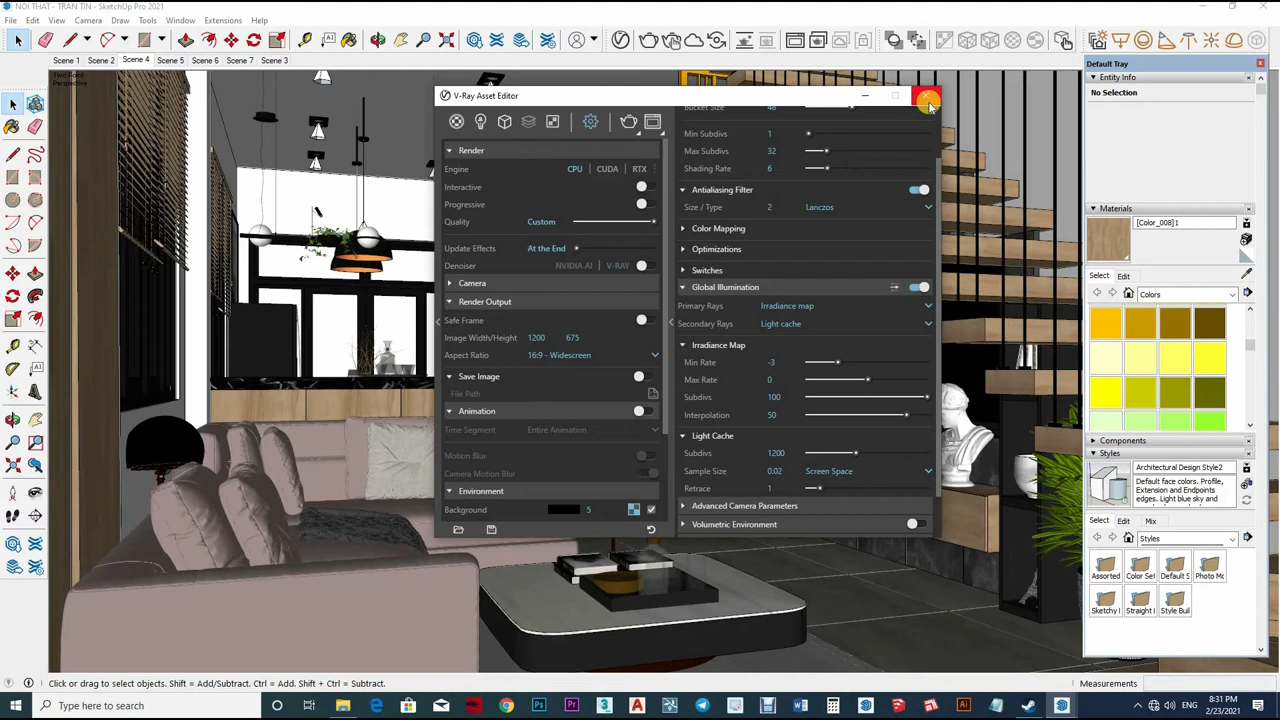 NOI THAT - TRAN TIN - SketchUp Pro 2021
File Edit View Camera Draw Tools Window Extensions Help
Scene 1 Scene 2 Scene 4 Scene 5 Scene 6 Scene 7 Scene 3
Two Point
Perspective
V-Ray Asset Editor
Render
Engine CPU CUDA RTX
Interactive
Progressive
Quality Custom
Update Effects At the End
Denoiser NVIDIA AI V-RAY
Camera
Render Output
Safe Frame
Image Width/Height 1200 675
Aspect Ratio 16:9 - Widescreen
Save Image
File Path
Animation
Time Segment Entire Animation
Motion Blur
Camera Motion Blur
Environment
Background 5
Bucket Size 48
Min Subdivs 1
Max Subdivs 32
Shading Rate 6
Antialiasing Filter
Size / Type 2 Lanczos
Color Mapping
Optimizations
Switches
Global Illumination
Primary Rays Irradiance map
Secondary Rays Light cache
Irradiance Map
Min Rate -3
Max Rate 0
Subdivs 100
Interpolation 50
Light Cache
Subdivs 1200
Sample Size 0.02 Screen Space
Retrace 1
Advanced Camera Parameters
Volumetric Environment
Default Tray
Entity Info
No Selection
Materials
[Color_008]1
Select Edit
Colors
Components
Styles
Architectural Design Style2
Default face colors. Profile,
Extension and Endpoints
edges. Light blue sky and
Select Edit Mix
Styles
Assorted Color Se Default S Photo Mo
Sketchy I Straight L Style Buil
Click or drag to select objects. Shift = Add/Subtract. Ctrl = Add. Shift + Ctrl = Subtract.
Measurements
Type here to search
ENG
8:31 PM
2/23/2021